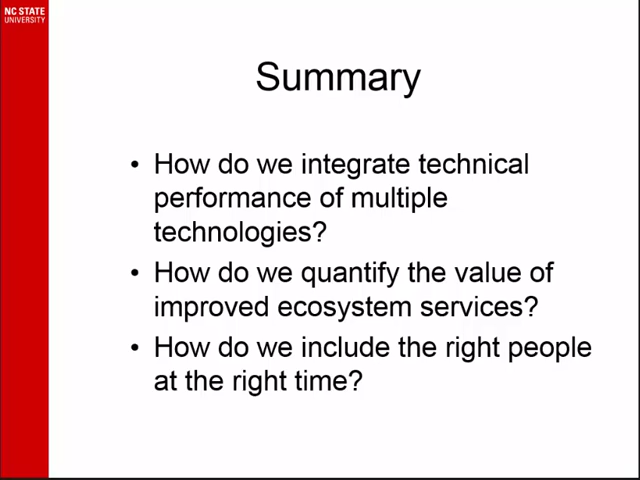 NC STATE
UNIVERSITY
Summary
• How do we integrate technical
performance of multiple
technologies?
• How do we quantify the value of
improved ecosystem services?
• How do we include the right people
at the right time?